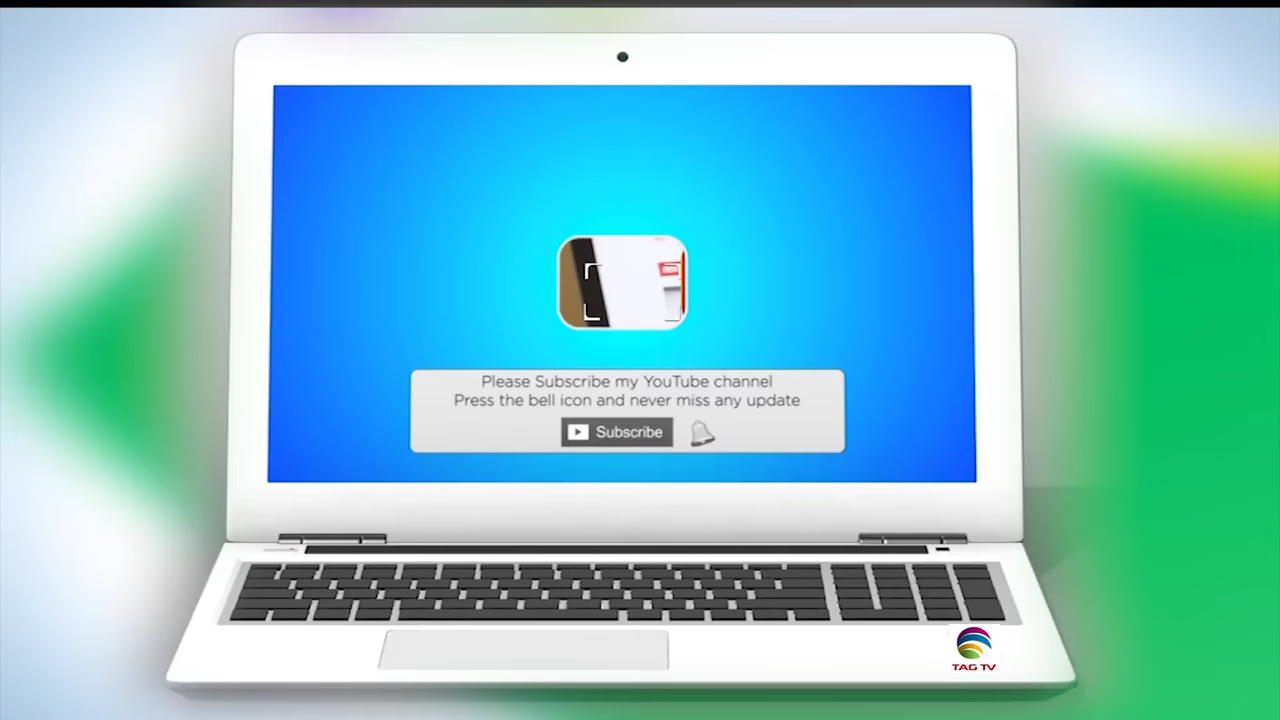 Please Subscribe my YouTube channel
Press the bell icon and never miss any update
Subscribe
TAG TV